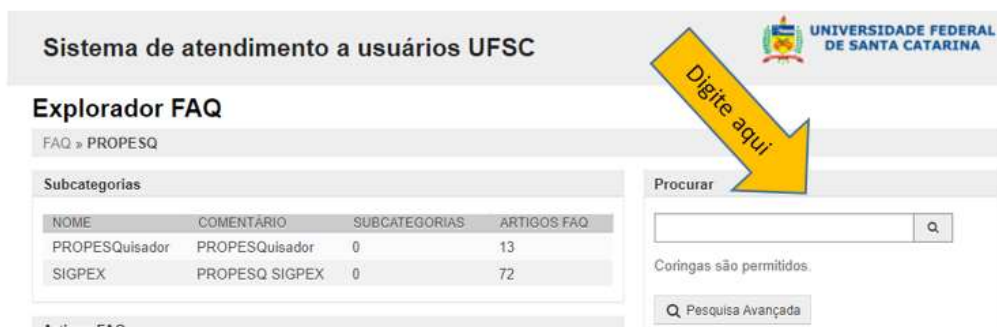 Sistema de atendimento a usuários UFSC
UNIVERSIDADE FEDERAL
DE SANTA CATARINA
Digite aqui
Explorador FAQ
FAQ » PROPESQ
Subcategorias
NOME COMENTÁRIO SUBCATEGORIAS ARTIGOS FAQ
PROPESQuisador PROPESQuisador 0 13
SIGPEX PROPESQ SIGPEX 0 72
Procurar
Coringas são permitidos.
Pesquisa Avançada